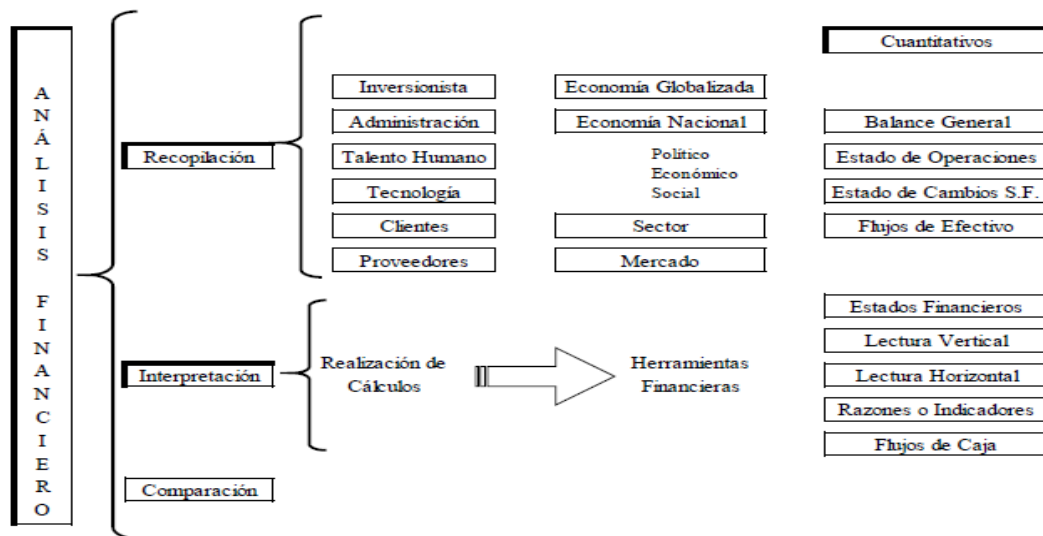 ANÁLISIS FINANCIERO
Cuantitativos
Recopilación
Inversionista
Administración
Talento Humano
Tecnología
Clientes
Proveedores
Economía Globalizada
Economía Nacional
Político
Económico
Social
Sector
Mercado
Balance General
Estado de Operaciones
Estado de Cambios S.F.
Flujos de Efectivo
Interpretación
Realización de
Cálculos
Herramientas
Financieras
Estados Financieros
Lectura Vertical
Lectura Horizontal
Razones o Indicadores
Flujos de Caja
Comparación